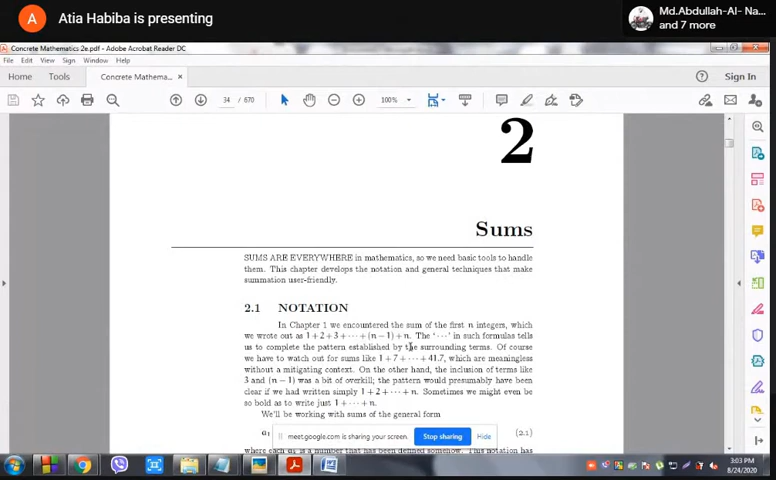 A
Atia Habiba is presenting
Md.Abdullah-Al- Na...
and 7 more
Concrete Mathematics 2e.pdf - Adobe Acrobat Reader DC
File Edit View Sign Window Help
Home Tools Concrete Mathema... × Sign In
34 / 670 100%
2
Sums
SUMS ARE EVERYWHERE in mathematics, so we need basic tools to handle
them. This chapter develops the notation and general techniques that make
summation user-friendly.
2.1 NOTATION
In Chapter 1 we encountered the sum of the first n integers, which
we wrote out as 1 + 2 + 3 + ··· + (n − 1) + n. The '···' in such formulas tells
us to complete the pattern established by the surrounding terms. Of course
we have to watch out for sums like 1 + 7 + ··· + 41.7, which are meaningless
without a mitigating context. On the other hand, the inclusion of terms like
3 and (n − 1) was a bit of overkill; the pattern would presumably have been
clear if we had written simply 1 + 2 + ··· + n. Sometimes we might even be
so bold as to write just 1 + ··· + n.
We'll be working with sums of the general form
a1 (2.1)
meet.google.com is sharing your screen. Stop sharing Hide
where each is a number that has been defined somehow. This notation has
3:03 PM
8/24/2020